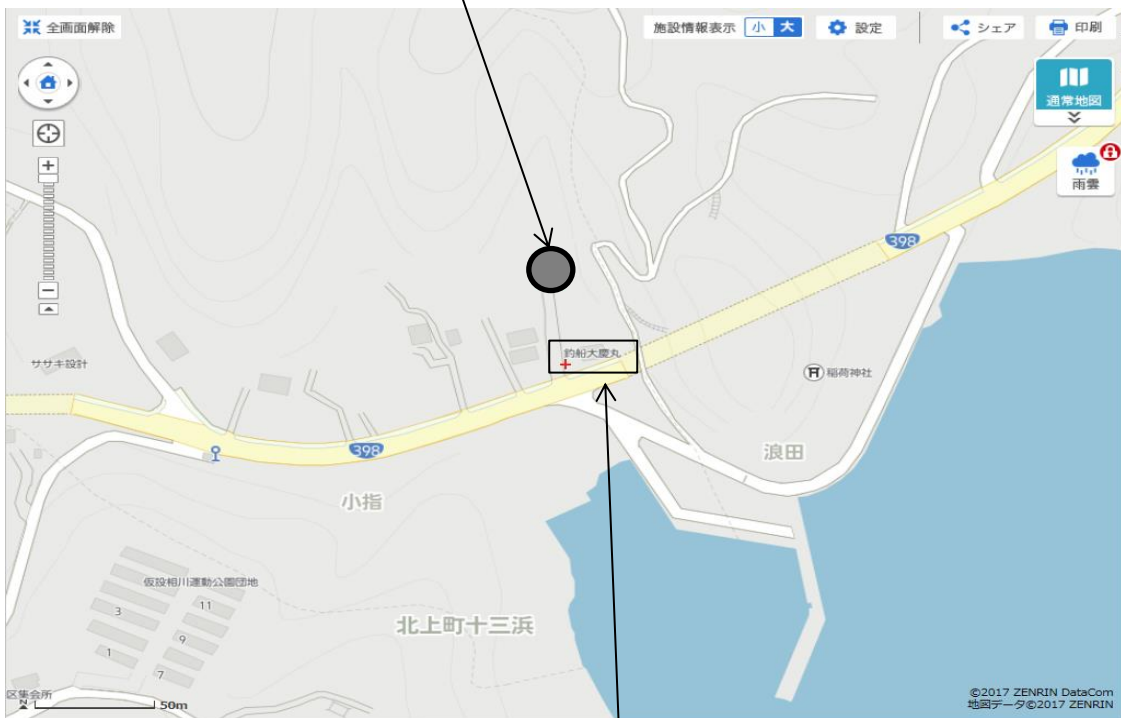 全画面解除
施設情報表示 小 大
設定
シェア
印刷
通常地図
雨雲
398
釣船大慶丸
ササキ設計
稲荷神社
398
浪田
小指
仮設相川運動公園団地
3
11
9
1
7
北上町十三浜
区集会所
50m
©2017 ZENRIN DataCom
地図データ©2017 ZENRIN